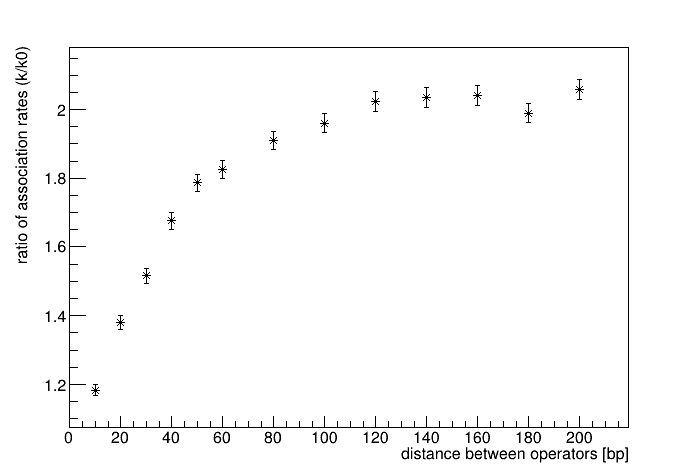 ratio of association rates (k/k0)
2
1.8
1.6
1.4
1.2
0 20 40 60 80 100 120 140 160 180 200
distance between operators [bp]